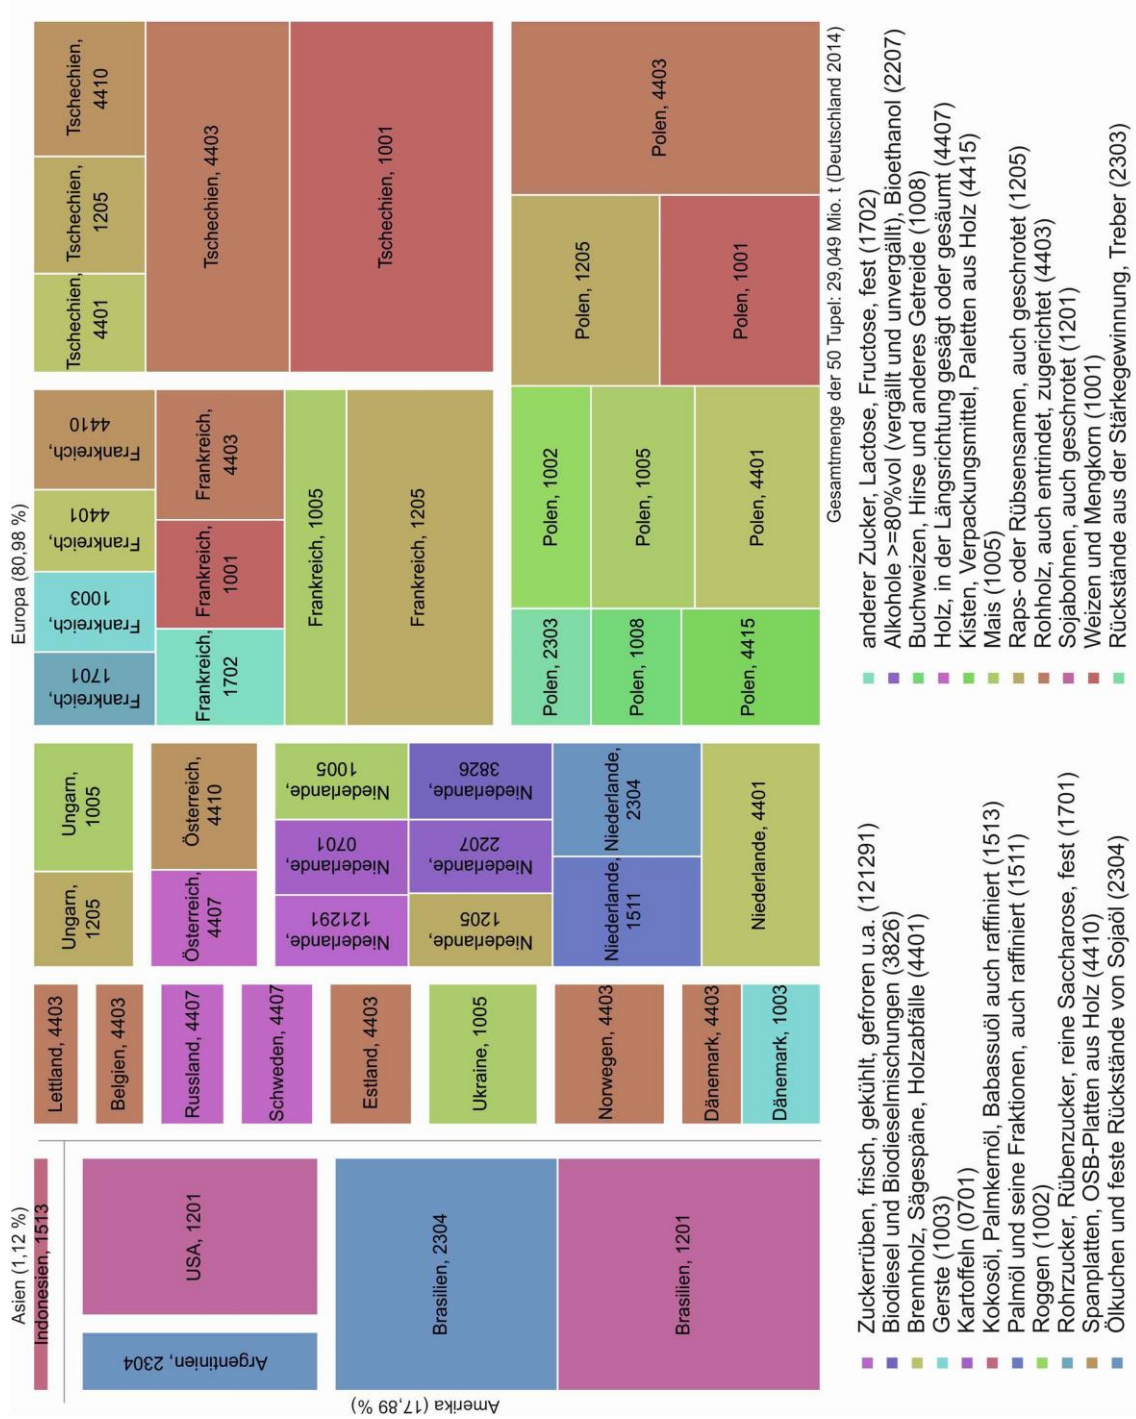 Asien (1,12 %)
Indonesien, 1513
Amerika (17,89 %)
Argentinien, 2304
USA, 1201
Brasilien, 2304
Brasilien, 1201
Europa (80,98 %)
Lettland, 4403
Belgien, 4403
Russland, 4407
Schweden, 4407
Estland, 4403
Ukraine, 1005
Norwegen, 4403
Dänemark, 4403
Dänemark, 1003
Ungarn,
1205
Ungarn,
1005
Österreich,
4407
Österreich,
4410
Niederlande,
121291
Niederlande,
0701
Niederlande,
1005
Niederlande,
1205
Niederlande,
2207
Niederlande,
3826
Niederlande,
1511
Niederlande,
2304
Niederlande, 4401
Frankreich,
1701
Frankreich,
1003
Frankreich,
4401
Frankreich,
4410
Frankreich,
1702
Frankreich,
1001
Frankreich,
4403
Frankreich, 1005
Frankreich, 1205
Tschechien,
4401
Tschechien,
1205
Tschechien,
4410
Tschechien, 4403
Tschechien, 1001
Polen, 2303
Polen, 1008
Polen, 4415
Polen, 1002
Polen, 1005
Polen, 4401
Polen, 1205
Polen, 1001
Polen, 4403
Gesamtmenge der 50 Tupel: 29,049 Mio. t (Deutschland 2014)
Zuckerrüben, frisch, gekühlt, gefroren u.a. (121291)
Biodiesel und Biodieselmischungen (3826)
Brennholz, Sägespäne, Holzabfälle (4401)
Gerste (1003)
Kartoffeln (0701)
Kokosöl, Palmkernöl, Babassuöl auch raffiniert (1513)
Palmöl und seine Fraktionen, auch raffiniert (1511)
Roggen (1002)
Rohrzucker, Rübenzucker, reine Saccharose, fest (1701)
Spanplatten, OSB-Platten aus Holz (4410)
Ölkuchen und feste Rückstände von Sojaöl (2304)
anderer Zucker, Lactose, Fructose, fest (1702)
Alkohole >=80%vol (vergällt und unvergällt), Bioethanol (2207)
Buchweizen, Hirse und anderes Getreide (1008)
Holz, in der Längsrichtung gesägt oder gesäumt (4407)
Kisten, Verpackungsmittel, Paletten aus Holz (4415)
Mais (1005)
Raps- oder Rübsensamen, auch geschrotet (1205)
Rohholz, auch entrindet, zugerichtet (4403)
Sojabohnen, auch geschrotet (1201)
Weizen und Mengkorn (1001)
Rückstände aus der Stärkegewinnung, Treber (2303)